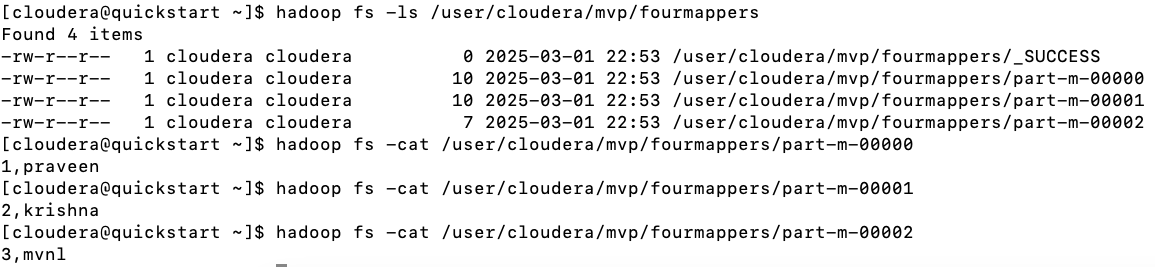 [cloudera@quickstart ~]$ hadoop fs -ls /user/cloudera/mvp/fourmappers
Found 4 items
-rw-r--r--   1 cloudera cloudera          0 2025-03-01 22:53 /user/cloudera/mvp/fourmappers/_SUCCESS
-rw-r--r--   1 cloudera cloudera         10 2025-03-01 22:53 /user/cloudera/mvp/fourmappers/part-m-00000
-rw-r--r--   1 cloudera cloudera         10 2025-03-01 22:53 /user/cloudera/mvp/fourmappers/part-m-00001
-rw-r--r--   1 cloudera cloudera          7 2025-03-01 22:53 /user/cloudera/mvp/fourmappers/part-m-00002
[cloudera@quickstart ~]$ hadoop fs -cat /user/cloudera/mvp/fourmappers/part-m-00000
1,praveen
[cloudera@quickstart ~]$ hadoop fs -cat /user/cloudera/mvp/fourmappers/part-m-00001
2,krishna
[cloudera@quickstart ~]$ hadoop fs -cat /user/cloudera/mvp/fourmappers/part-m-00002
3,mvnl